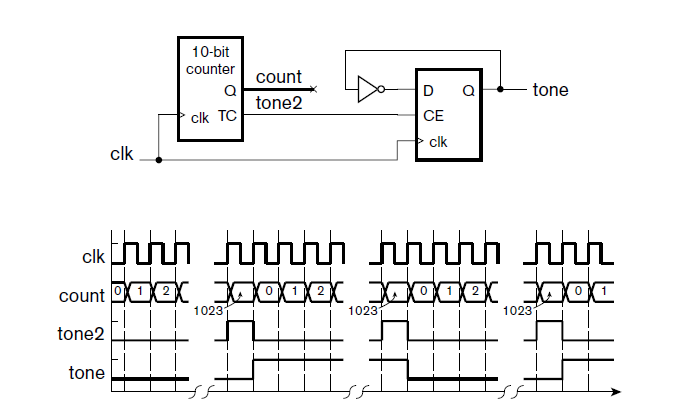 10-bit
counter
Q
count
clk TC
tone2
clk
D Q
CE
clk
tone
clk
count
0 1 2
0 1 2
0 1 2
0 1
1023
1023
1023
tone2
tone